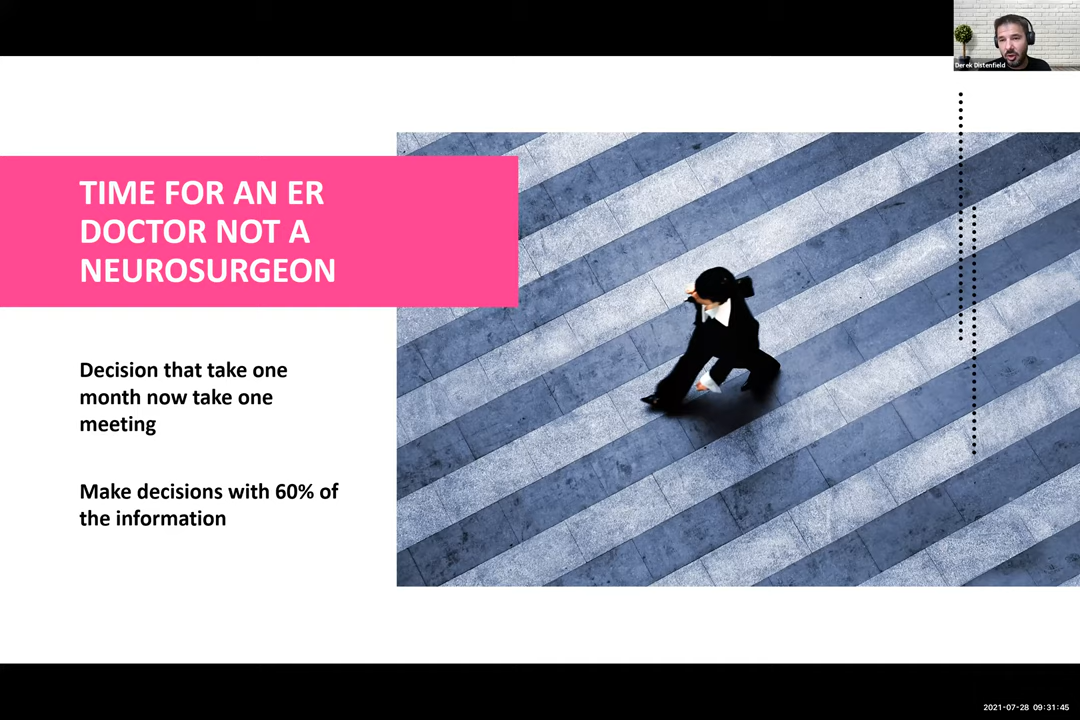 Derek Distenfield
TIME FOR AN ER
DOCTOR NOT A
NEUROSURGEON
Decision that take one
month now take one
meeting
Make decisions with 60% of
the information
2021-07-28 09:31:45